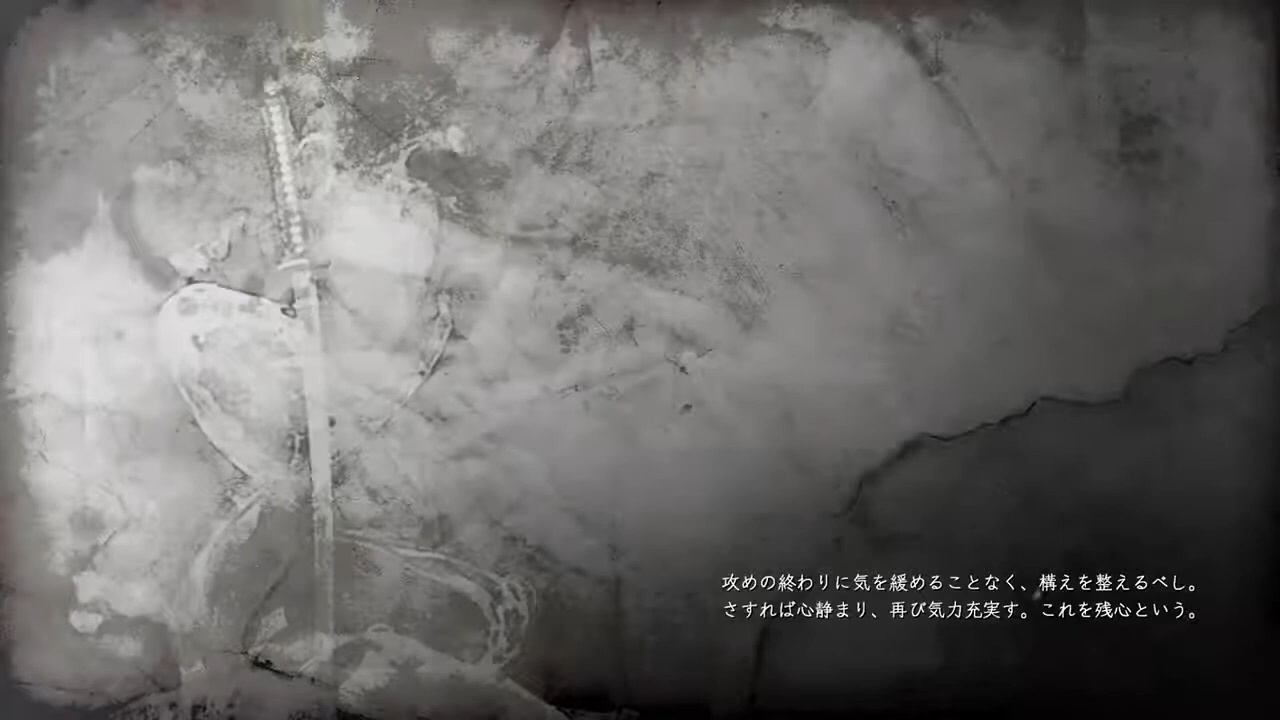 攻めの終わりに気を緩めることなく、構えを整えるべし。
さすれば心静まり、再び気力充実す。これを残心という。